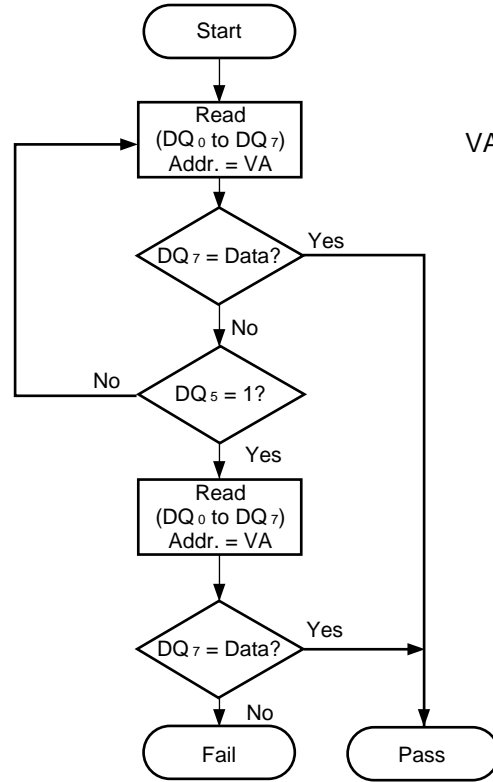 Start
Read
(DQ0 to DQ7)
Addr. = VA
VA
DQ7 = Data?
Yes
No
No
DQ5 = 1?
Yes
Read
(DQ0 to DQ7)
Addr. = VA
DQ7 = Data?
Yes
No
Fail
Pass